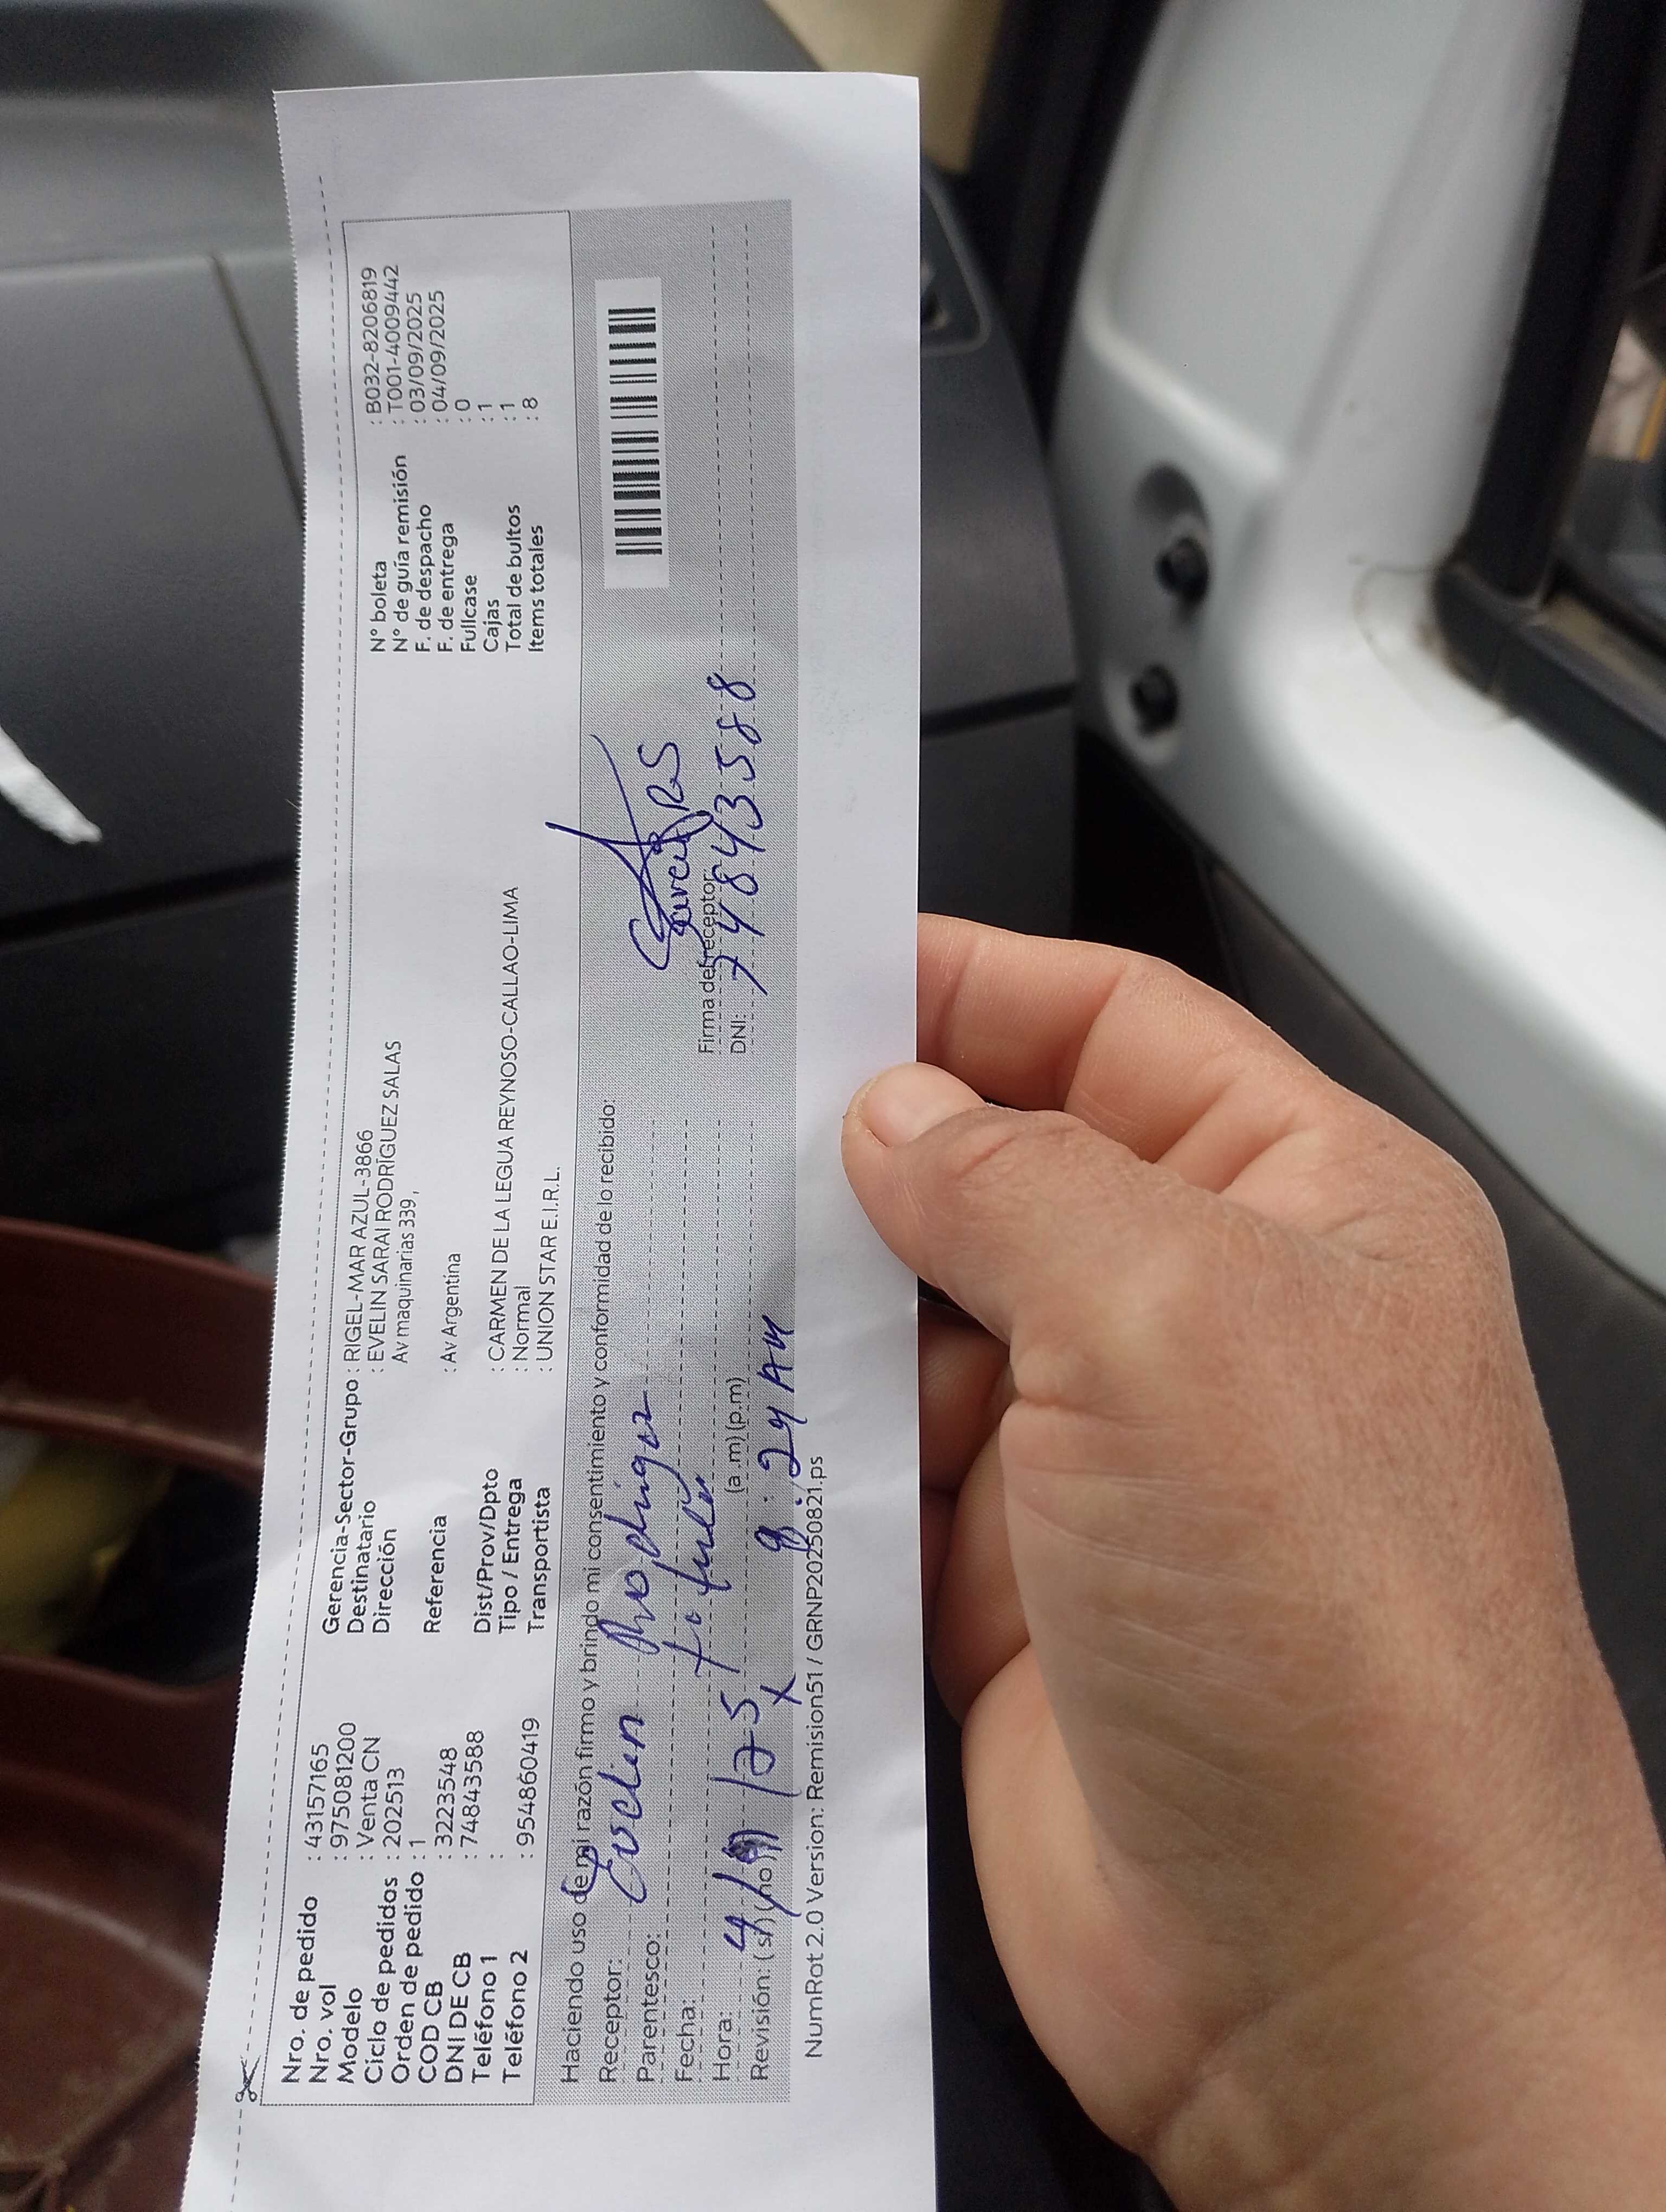 Nro. de pedido : 43157165
Nro. vol : 9750812​00
Modelo : Venta CN
Ciclo de pedidos : 202513
Orden de pedido : 1
COD CB : 3223548
DNI DE CB : 74843588
Teléfono 1 :
Teléfono 2 : 954860419
Gerencia-Sector-Grupo : RIGEL-MAR AZUL-3866
Destinatario : EVELIN SARAI RODRÍGUEZ SALAS
Dirección Av maquinarias 339,
Referencia : Av Argentina
Dist/Prov/Dpto : CARMEN DE LA LEGUA REYNOSO-CALLAO-LIMA
Tipo / Entrega : Normal
Transportista : UNION STAR E.I.R.L.
N° boleta : B032-8206819
N° de guía remisión : T001-4009442
F. de despacho : 03/09/2025
F. de entrega : 04/09/2025
Fullcase : 0
Cajas : 1
Total de bultos : 1
Items totales : 8
Haciendo uso de mi razón firmo y brindo mi consentimiento y conformidad de lo recibido:
Receptor: Evelin Rodriguez
Parentesco: titular
Fecha:
Hora: (a .m) (p.m)
Revisión: (si) (no) X 9:24 AM
Firma del receptor
DNI: 74843588
NumRot 2.0 Version: Remision51 / GRNP20250821.ps